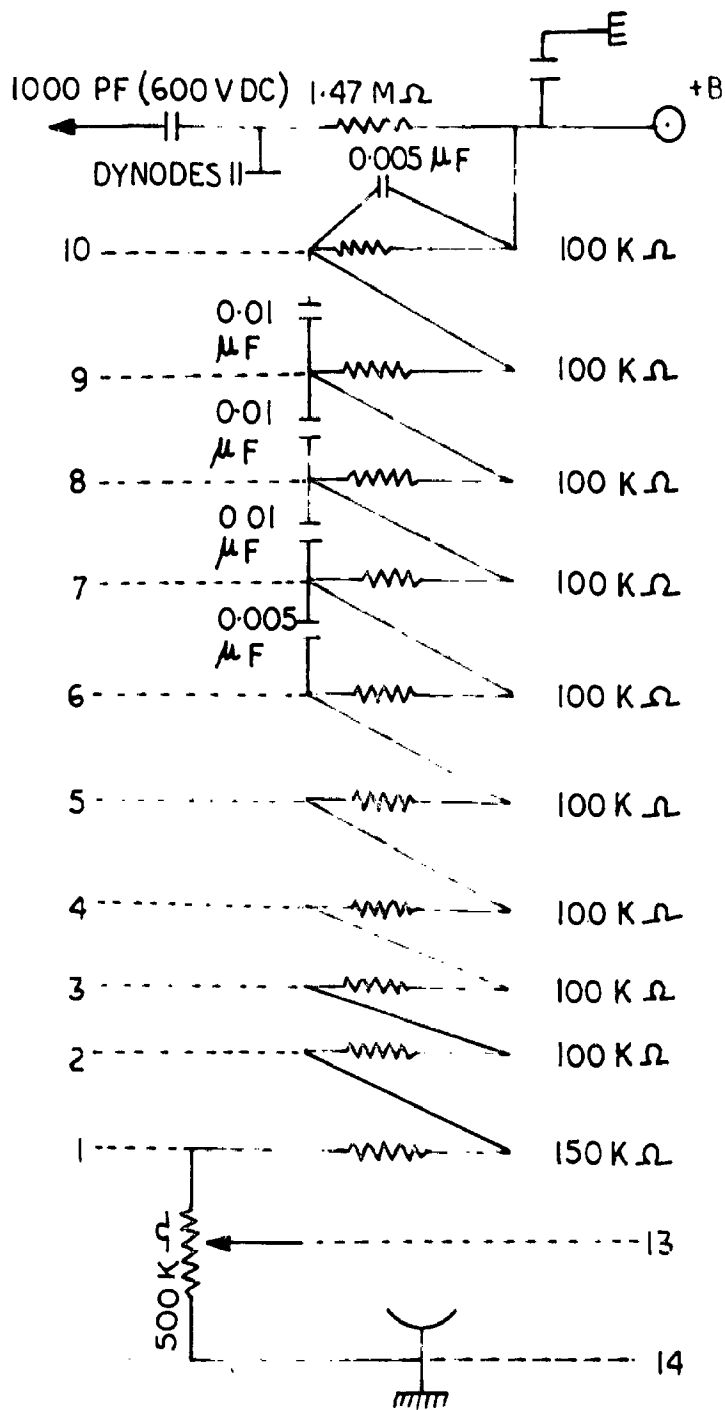 1000 PF (600 V DC) 1.47 M Ω +B
0.005 μF
DYNODES 11
10 100 K Ω
0.01
μF
9 100 K Ω
0.01
μF
8 100 K Ω
0.01
μF
7 100 K Ω
0.005
μF
6 100 K Ω
5 100 K Ω
4 100 K Ω
3 100 K Ω
2 100 K Ω
1 150 K Ω
500 K Ω
13
14